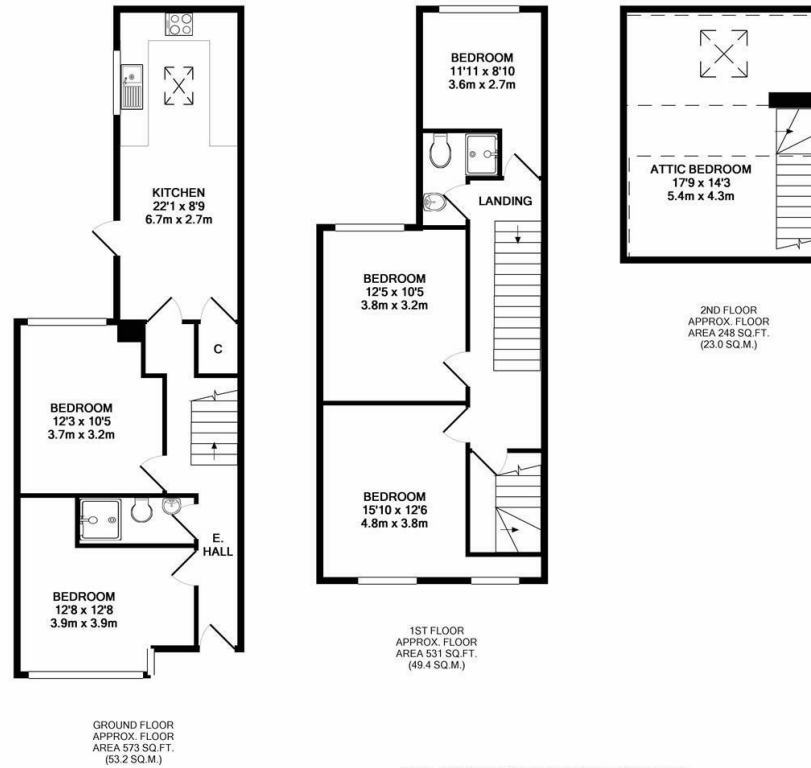 KITCHEN
22'1 x 8'9
6.7m x 2.7m
C
BEDROOM
12'3 x 10'5
3.7m x 3.2m
E.
HALL
BEDROOM
12'8 x 12'8
3.9m x 3.9m
GROUND FLOOR
APPROX. FLOOR
AREA 573 SQ.FT.
(53.2 SQ.M.)
BEDROOM
11'11 x 8'10
3.6m x 2.7m
LANDING
BEDROOM
12'5 x 10'5
3.8m x 3.2m
BEDROOM
15'10 x 12'6
4.8m x 3.8m
1ST FLOOR
APPROX. FLOOR
AREA 531 SQ.FT.
(49.4 SQ.M.)
ATTIC BEDROOM
17'9 x 14'3
5.4m x 4.3m
2ND FLOOR
APPROX. FLOOR
AREA 248 SQ.FT.
(23.0 SQ.M.)